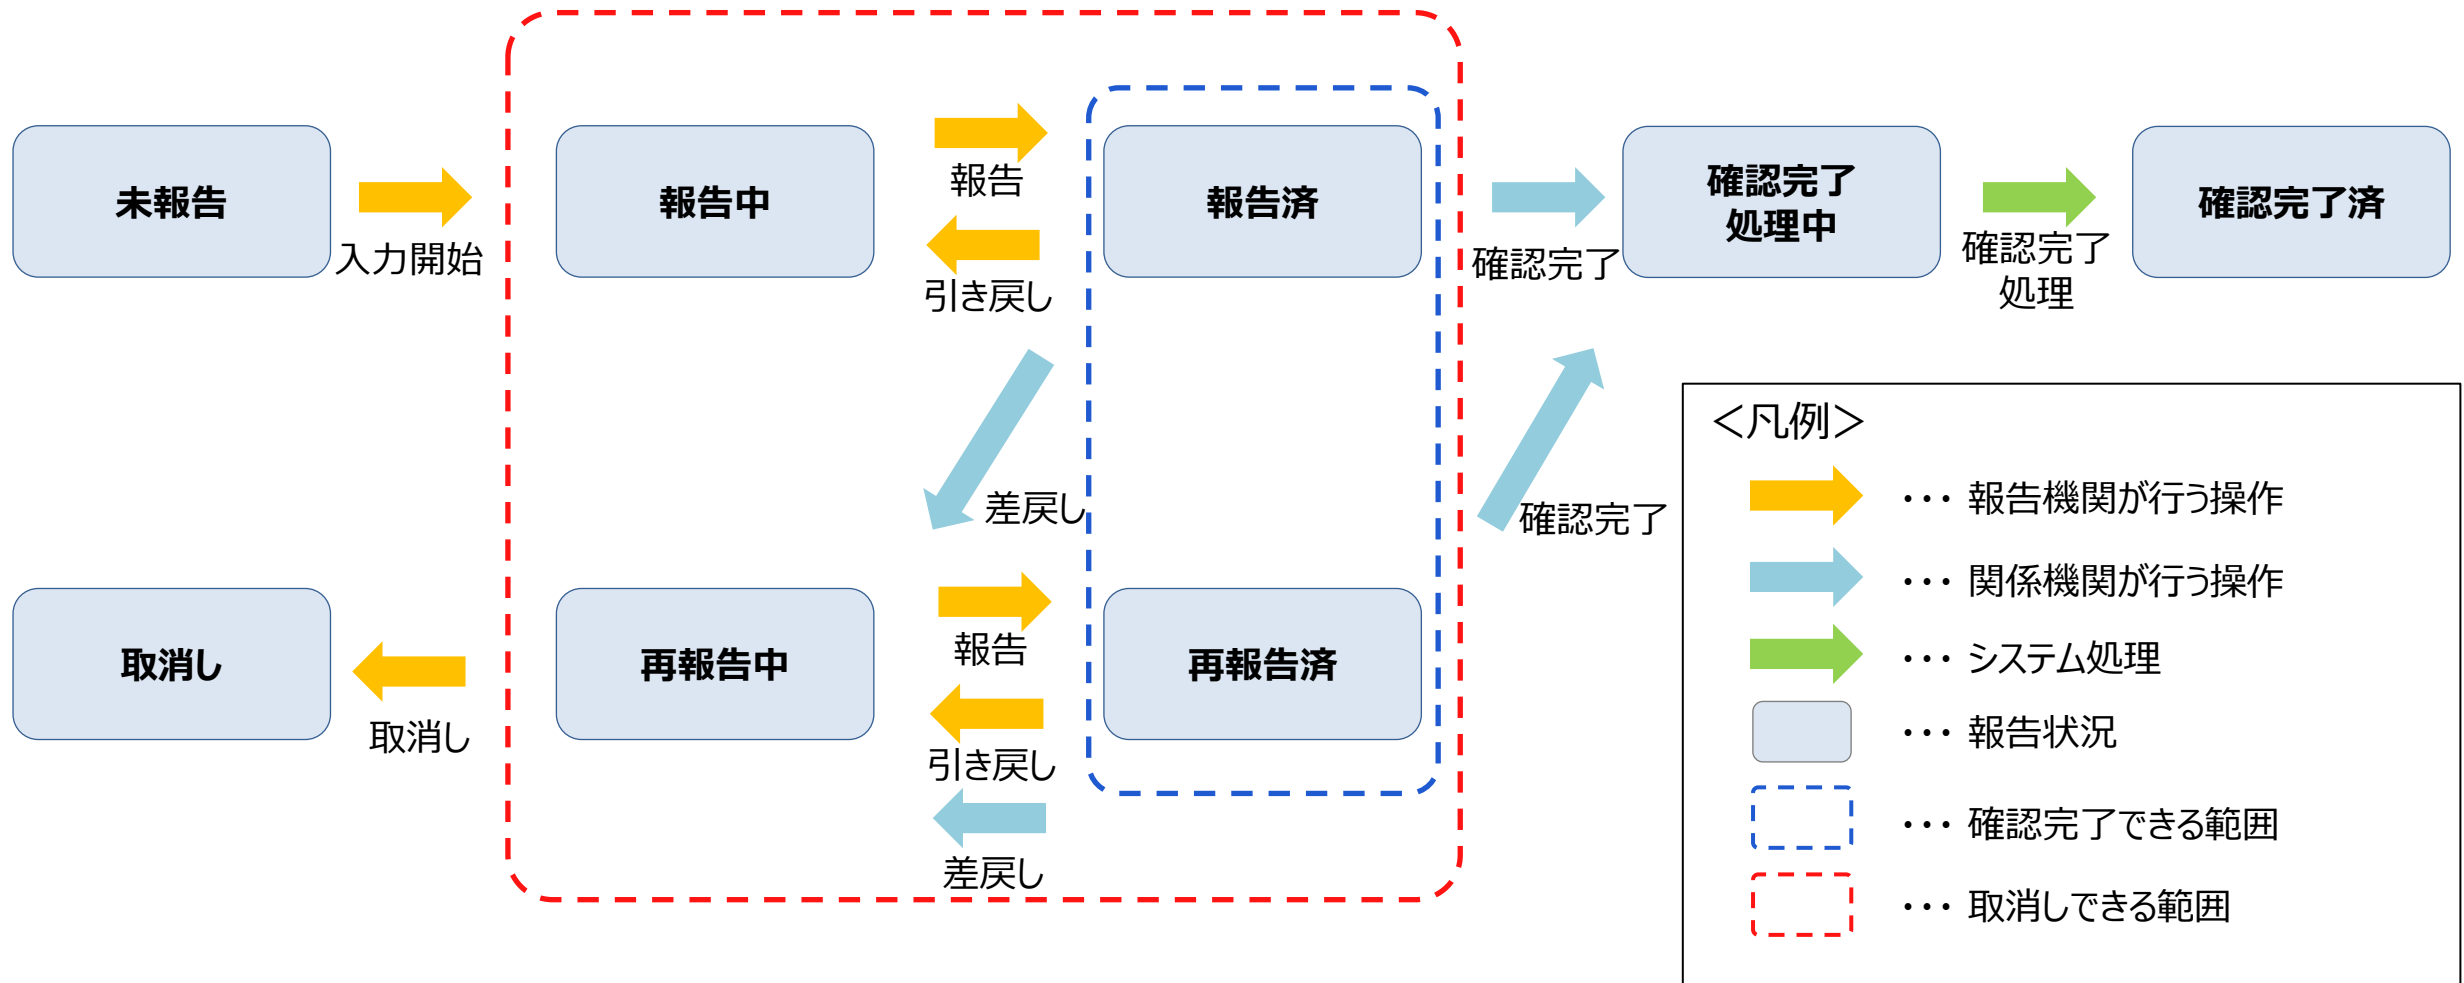 未報告
入力開始
報告中
報告
引き戻し
報告済
確認完了
確認完了
処理中
確認完了
処理
確認完了済
差戻し
確認完了
取消し
取消し
再報告中
報告
引き戻し
差戻し
再報告済
＜凡例＞
・・・ 報告機関が行う操作
・・・ 関係機関が行う操作
・・・ システム処理
・・・ 報告状況
・・・ 確認完了できる範囲
・・・ 取消しできる範囲